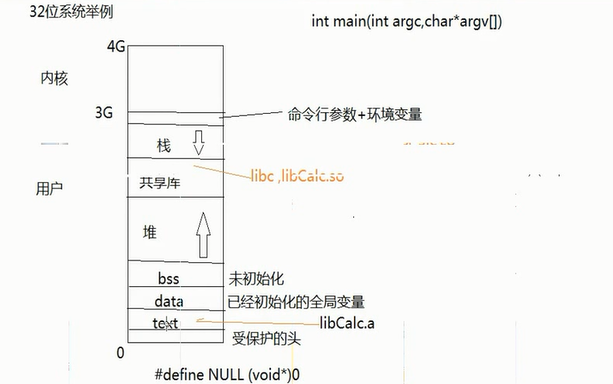 32位系统举例
int main(int argc,char*argv[])
4G
内核
3G
命令行参数+环境变量
栈
libc ,libCalc.so
用户
共享库
堆
bss 未初始化
data 已经初始化的全局变量
text libCalc.a
受保护的头
0
#define NULL (void*)0